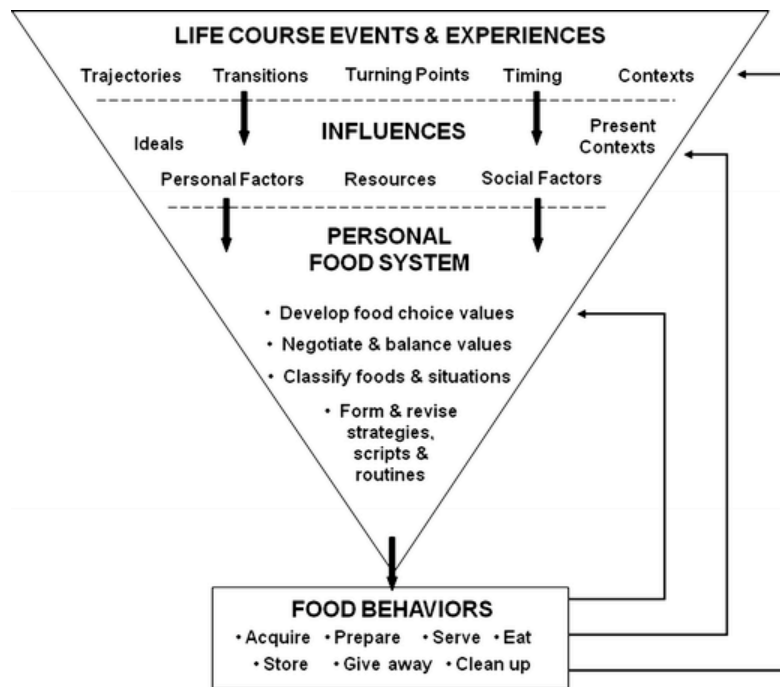 LIFE COURSE EVENTS & EXPERIENCES
Trajectories Transitions Turning Points Timing Contexts
INFLUENCES
Ideals
Present
Contexts
Personal Factors Resources Social Factors
PERSONAL
FOOD SYSTEM
• Develop food choice values
• Negotiate & balance values
• Classify foods & situations
• Form & revise
strategies,
scripts &
routines
FOOD BEHAVIORS
• Acquire • Prepare • Serve • Eat
• Store • Give away • Clean up